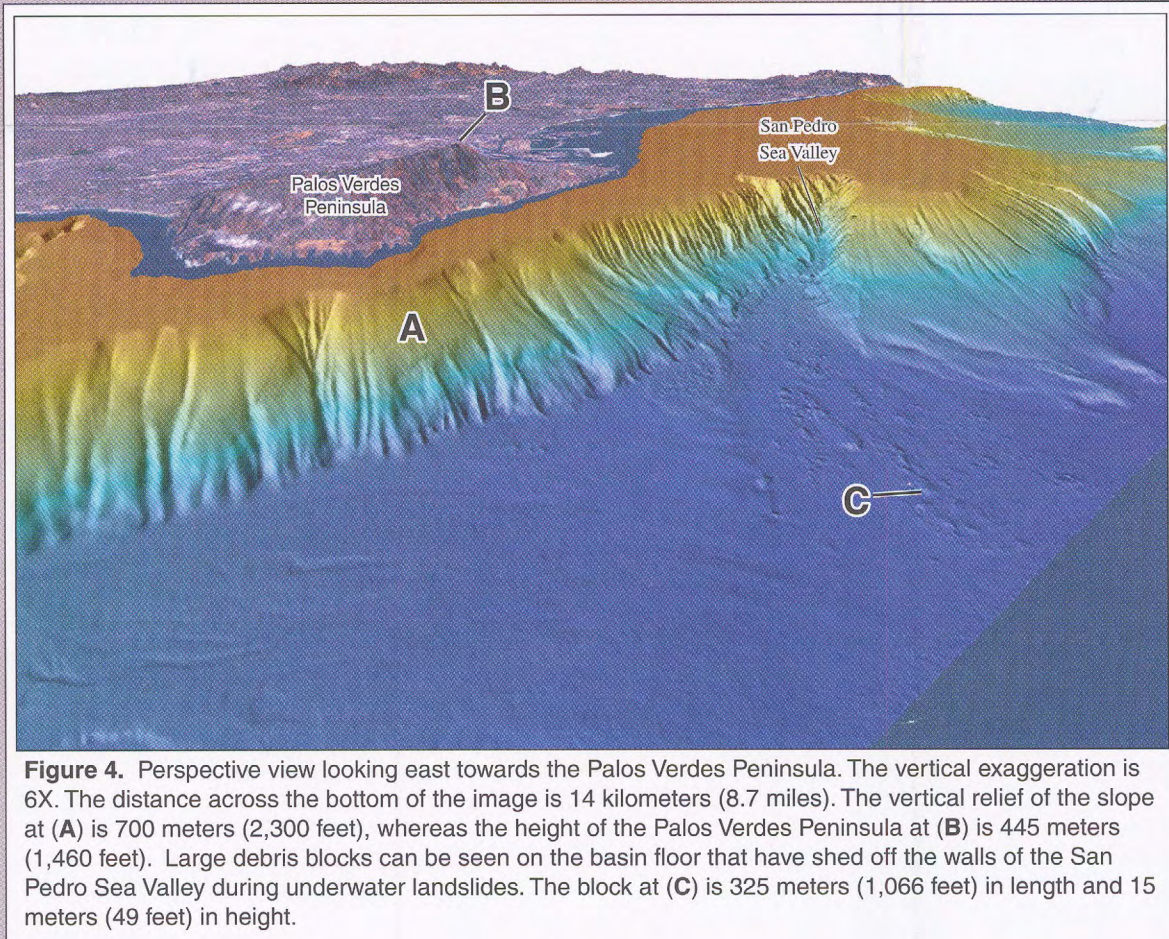 B
San Pedro
Sea Valley
Palos Verdes
Peninsula
A
C
Figure 4. Perspective view looking east towards the Palos Verdes Peninsula. The vertical exaggeration is
6X. The distance across the bottom of the image is 14 kilometers (8.7 miles). The vertical relief of the slope
at (A) is 700 meters (2,300 feet), whereas the height of the Palos Verdes Peninsula at (B) is 445 meters
(1,460 feet). Large debris blocks can be seen on the basin floor that have shed off the walls of the San
Pedro Sea Valley during underwater landslides. The block at (C) is 325 meters (1,066 feet) in length and 15
meters (49 feet) in height.